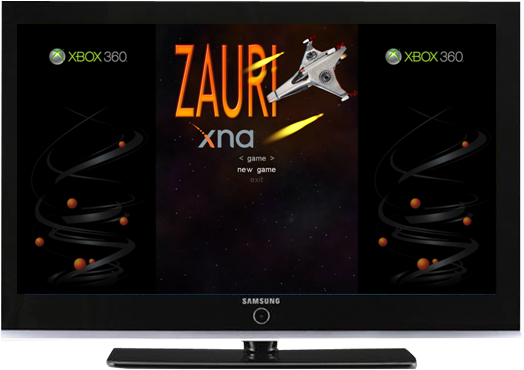 XBOX 360
ZAURI
XBOX 360
xna
< game >
new game
exit
SAMSUNG